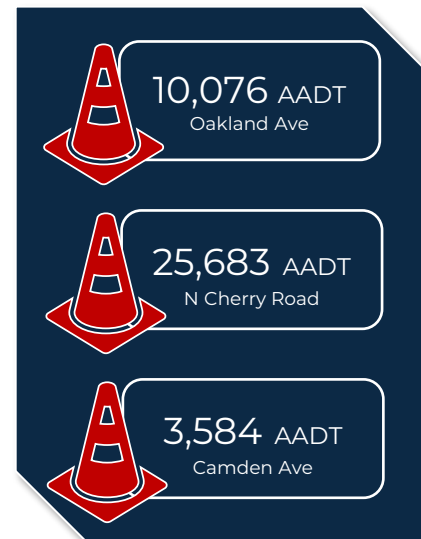 10,076 AADT
Oakland Ave
25,683 AADT
N Cherry Road
3,584 AADT
Camden Ave